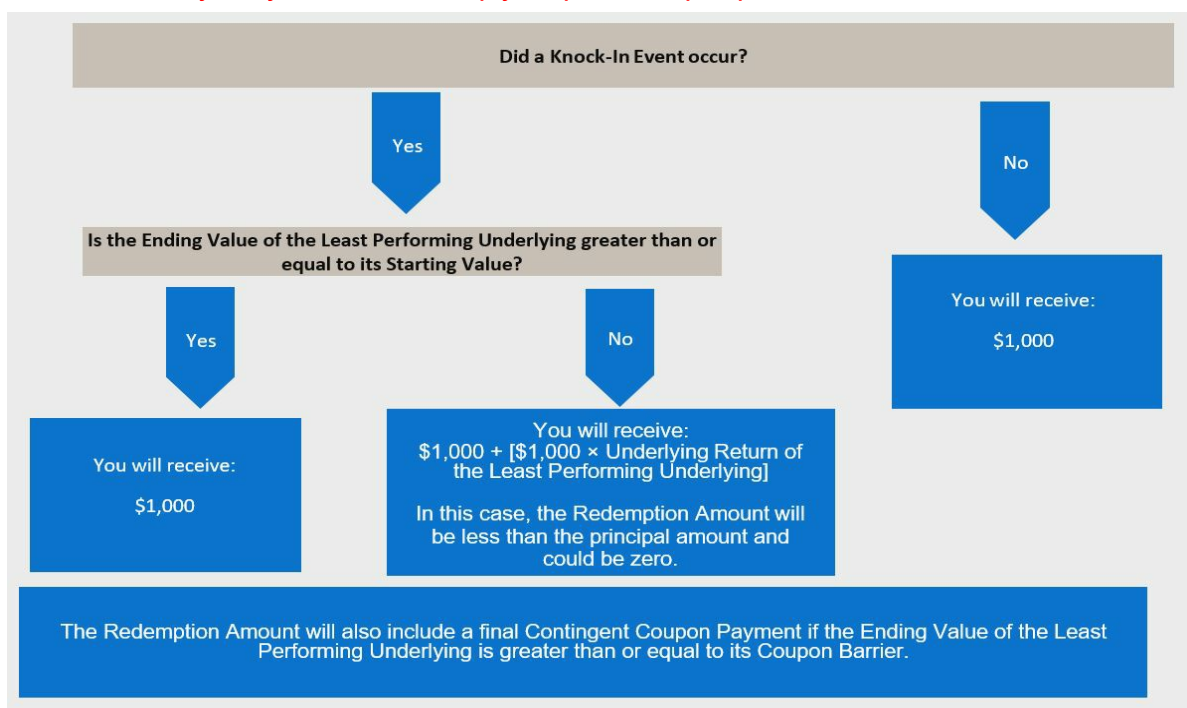 Did a Knock-In Event occur?
Yes
No
Is the Ending Value of the Least Performing Underlying greater than or
equal to its Starting Value?
You will receive:
$1,000
Yes
No
You will receive:
$1,000
You will receive:
$1,000 + [$1,000 × Underlying Return of
the Least Performing Underlying]
In this case, the Redemption Amount will
be less than the principal amount and
could be zero.
The Redemption Amount will also include a final Contingent Coupon Payment if the Ending Value of the Least
Performing Underlying is greater than or equal to its Coupon Barrier.